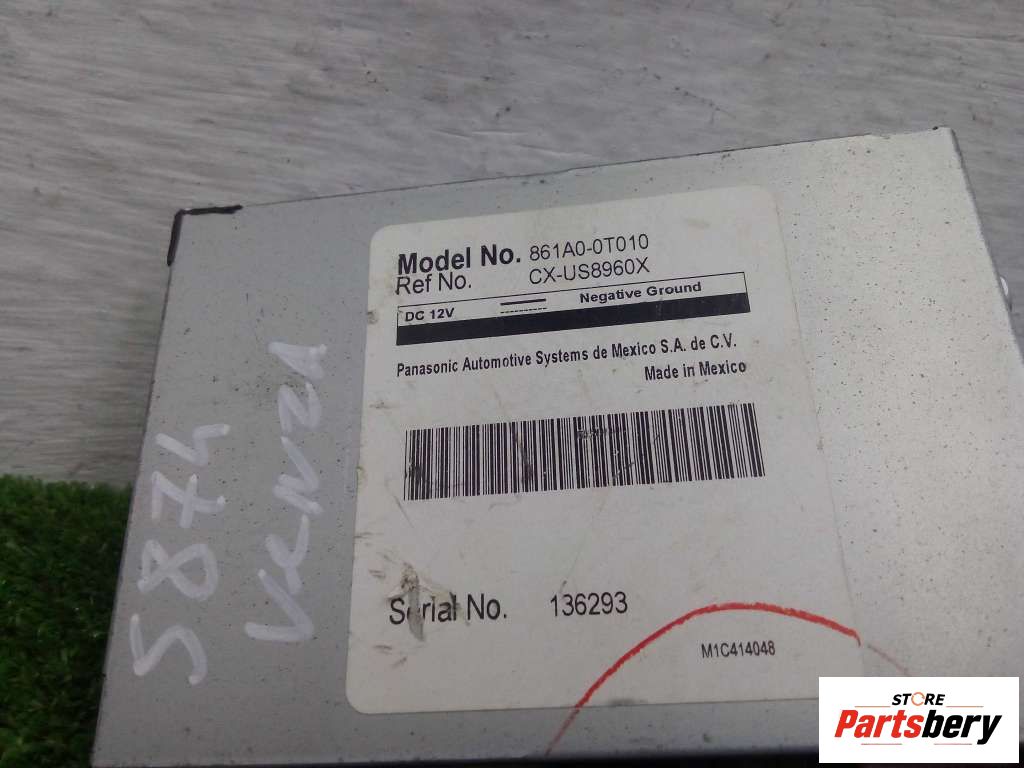 Model No. 861A0-0T010
Ref No. CX-US8960X
DC 12V Negative Ground
Panasonic Automotive Systems de Mexico S.A. de C.V.
Made in Mexico
Serial No. 136293
M1C414048
5874
VENZA
STORE
Partsbery